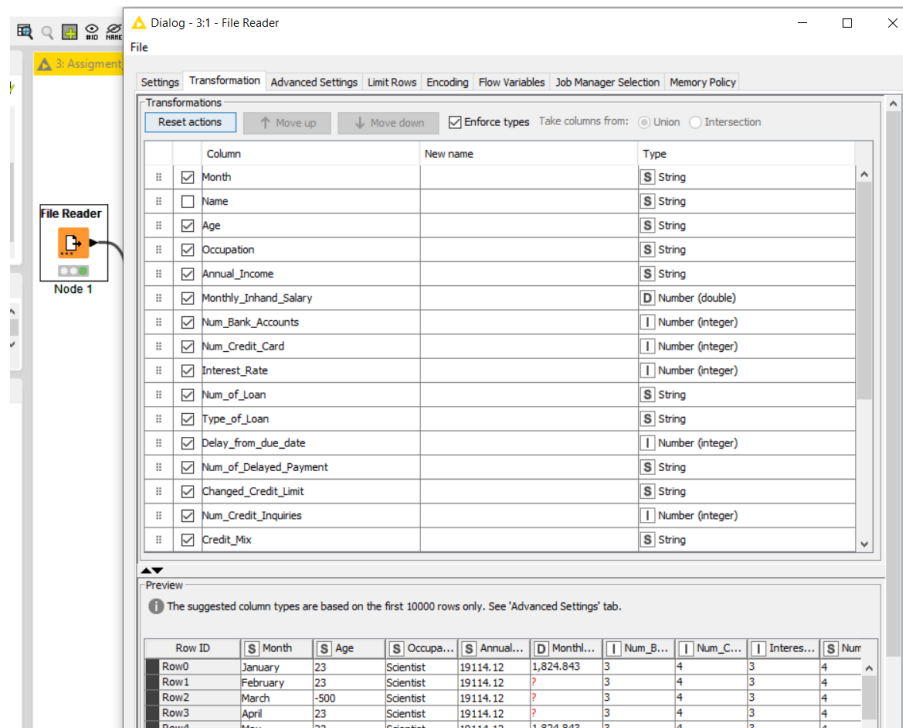 Dialog - 3:1 - File Reader
File
#ID
3: Assigment
Settings Transformation Advanced Settings Limit Rows Encoding Flow Variables Job Manager Selection Memory Policy
Transformations
Reset actions Move up Move down Enforce types Take columns from: Union Intersection
Column New name Type
Month S String
Name S String
Age S String
Occupation S String
Annual_Income S String
Monthly_Inhand_Salary D Number (double)
Num_Bank_Accounts I Number (integer)
Num_Credit_Card I Number (integer)
Interest_Rate I Number (integer)
Num_of_Loan S String
Type_of_Loan S String
Delay_from_due_date I Number (integer)
Num_of_Delayed_Payment S String
Changed_Credit_Limit S String
Num_Credit_Inquiries I Number (integer)
Credit_Mix S String
File Reader
Node 1
Preview
The suggested column types are based on the first 10000 rows only. See 'Advanced Settings' tab.
Row ID S Month S Age S Occupa... S Annual... D Monthl... I Num_B... I Num_C... I Interes... S Num
Row0 January 23 Scientist 19114.12 1,824.843 3 4 3 4
Row1 February 23 Scientist 19114.12 ? 3 4 3 4
Row2 March -500 Scientist 19114.12 ? 3 4 3 4
Row3 April 23 Scientist 19114.12 ? 3 4 3 4